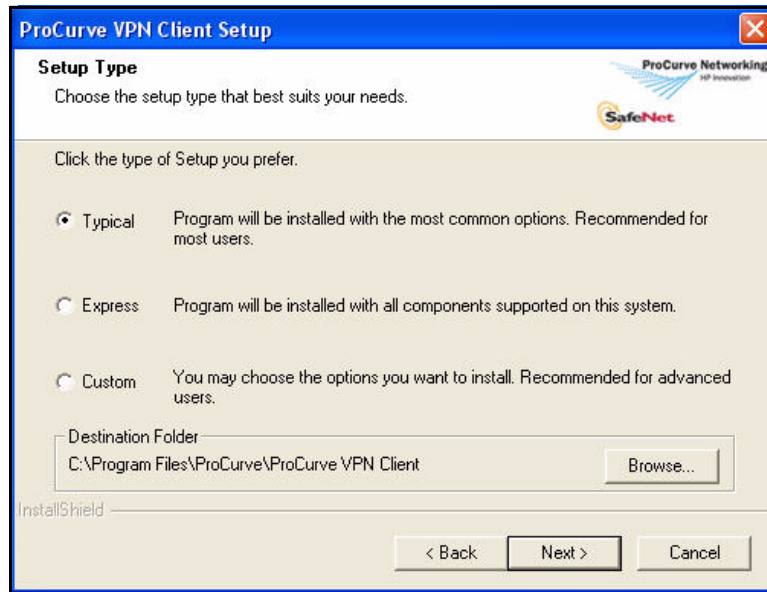 ProCurve VPN Client Setup
Setup Type
Choose the setup type that best suits your needs.
ProCurve Networking
HP Innovation
SafeNet
Click the type of Setup you prefer.
Typical
Program will be installed with the most common options. Recommended for
most users.
Express
Program will be installed with all components supported on this system.
Custom
You may choose the options you want to install. Recommended for advanced
users.
Destination Folder
C:\Program Files\ProCurve\ProCurve VPN Client
Browse...
InstallShield
< Back
Next >
Cancel